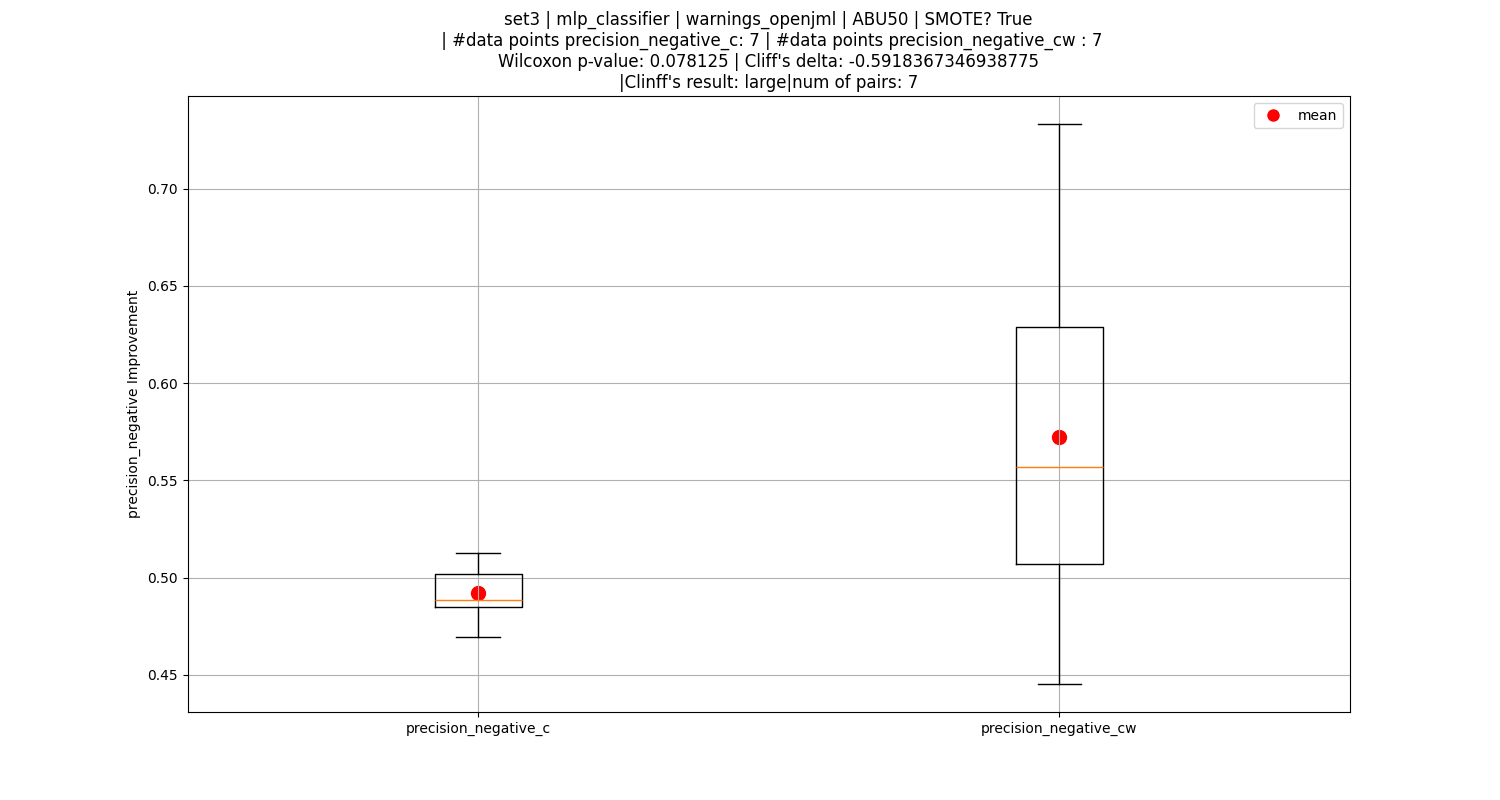 set3 | mlp_classifier | warnings_openjml | ABU50 | SMOTE? True
| #data points precision_negative_c: 7 | #data points precision_negative_cw : 7
Wilcoxon p-value: 0.078125 | Cliff's delta: -0.5918367346938775
|Clinff's result: large|num of pairs: 7
mean
precision_negative Improvement
0.70
0.65
0.60
0.55
0.50
0.45
precision_negative_c
precision_negative_cw